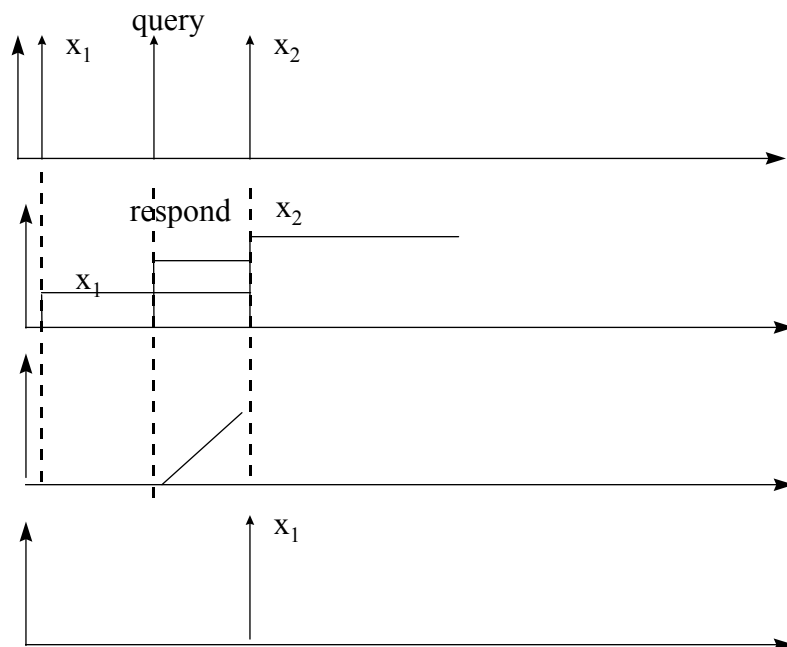 query
x₁ x₂
respond x₂
x₁
x₁